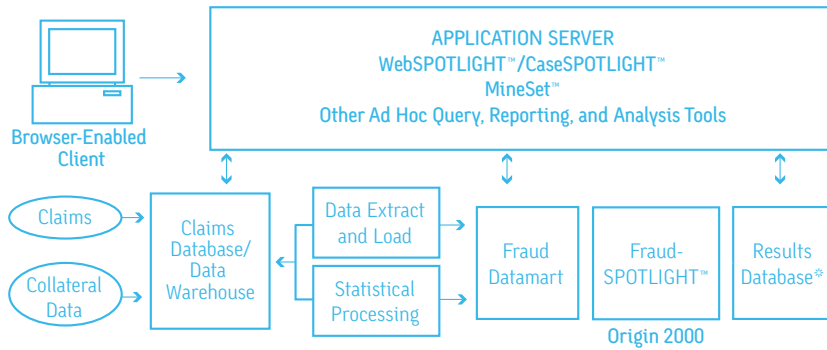 APPLICATION SERVER
WebSPOTLIGHT™/CaseSPOTLIGHT™
MineSet™
Other Ad Hoc Query, Reporting, and Analysis Tools
Browser-Enabled
Client
Claims
Collateral
Data
Claims
Database/
Data
Warehouse
Data Extract
and Load
Statistical
Processing
Fraud
Datamart
Fraud-
SPOTLIGHT™
Results
Database*
Origin 2000